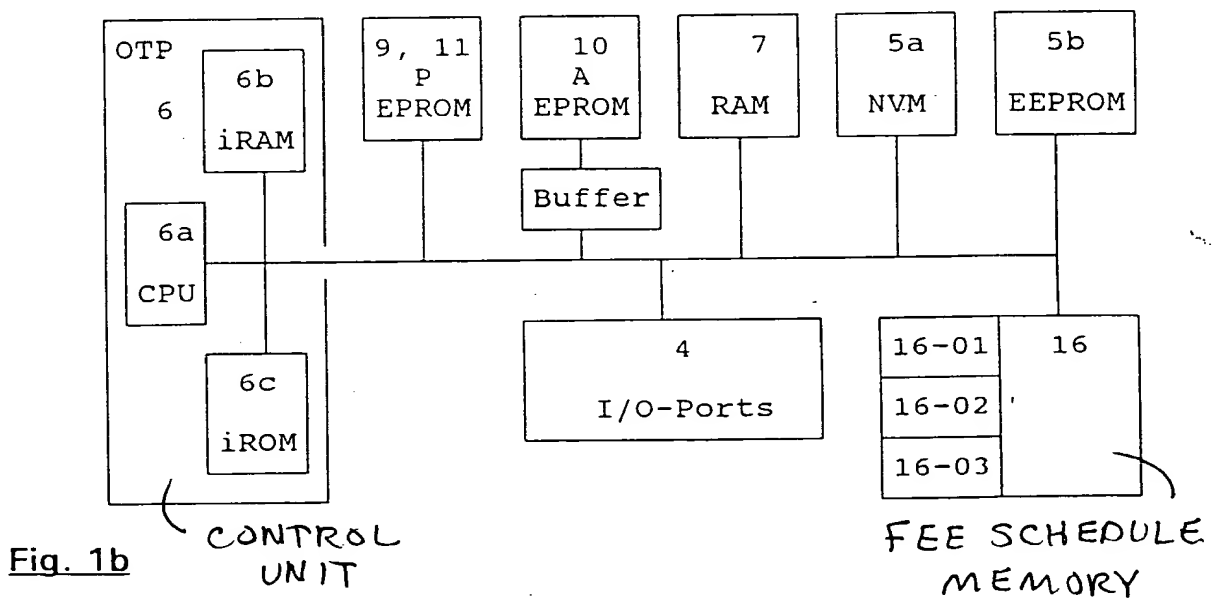 OTP
6
6b
iRAM
6a
CPU
6c
iROM
9, 11
P
EPROM
10
A
EPROM
Buffer
7
RAM
5a
NVM
5b
EEPROM
4
I/O-Ports
16-01
16
16-02
16-03
CONTROL
UNIT
FEE SCHEDULE
MEMORY
Fig. 1b